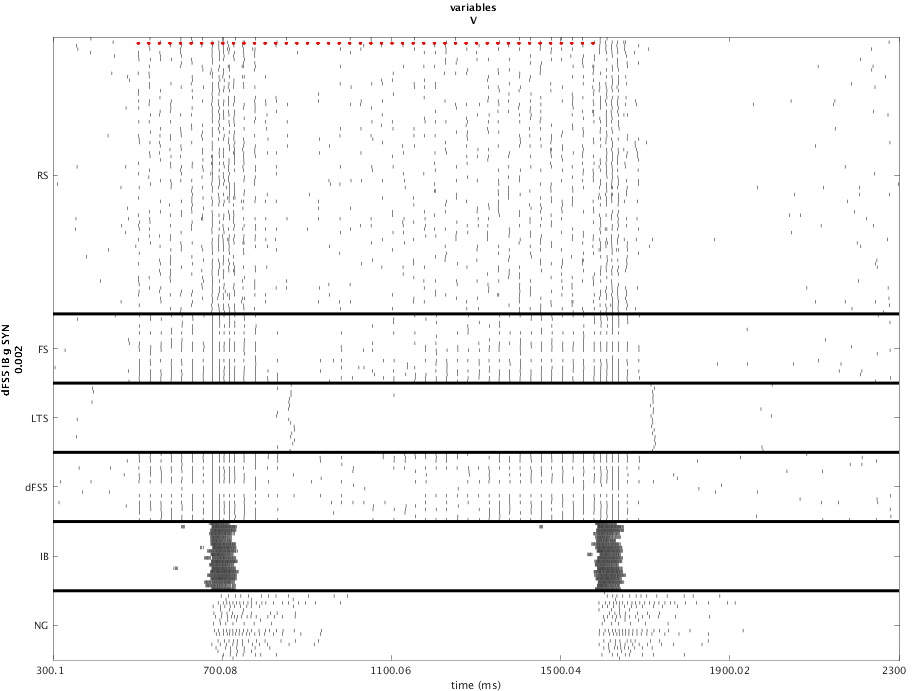 variables
V
dFS5 IB g SYN
0.002
RS
FS
LTS
dFS5
IB
NG
300.1
700.08
1100.06
1500.04
1900.02
2300
time (ms)